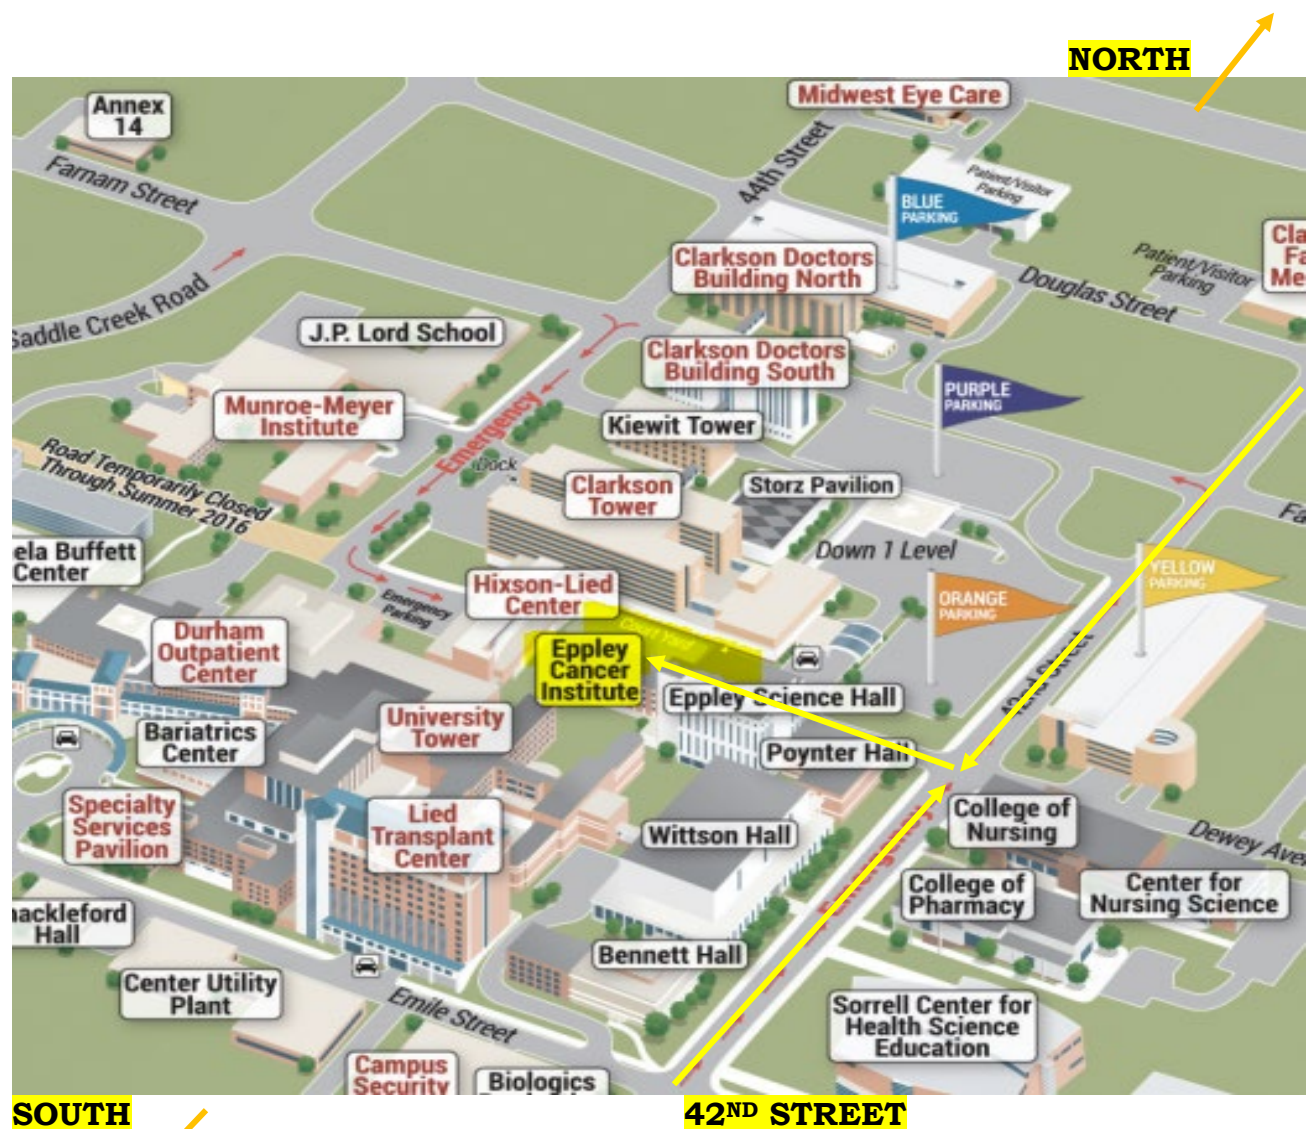 NORTH
Midwest Eye Care
Annex
14
Farnam Street
44th Street
Patient/Visitor
Parking
BLUE
PARKING
Clarkson Doctors
Building North
Patient/Visitor
Parking
Douglas Street
Saddle Creek Road
J.P. Lord School
Clarkson Doctors
Building South
PURPLE
PARKING
Munroe-Meyer
Institute
Kiewit Tower
Emergency
Dock
Road Temporarily Closed
Through Summer 2016
Clarkson
Tower
Storz Pavilion
Down 1 Level
ela Buffett
Center
YELLOW
PARKING
Hixson-Lied
Center
Emergency
Parking
ORANGE
PARKING
Durham
Outpatient
Center
Eppley
Cancer
Institute
42nd Street
Eppley Science Hall
University
Tower
Bariatrics
Center
Poynter Hall
Specialty
Services
Pavilion
Lied
Transplant
Center
Wittson Hall
College of
Nursing
Dewey Ave
Emergency
College of
Pharmacy
Center for
Nursing Science
hackleford
Hall
Bennett Hall
Center Utility
Plant
Emile Street
Sorrell Center for
Health Science
Education
Campus
Security
Biologics
SOUTH
42ND STREET